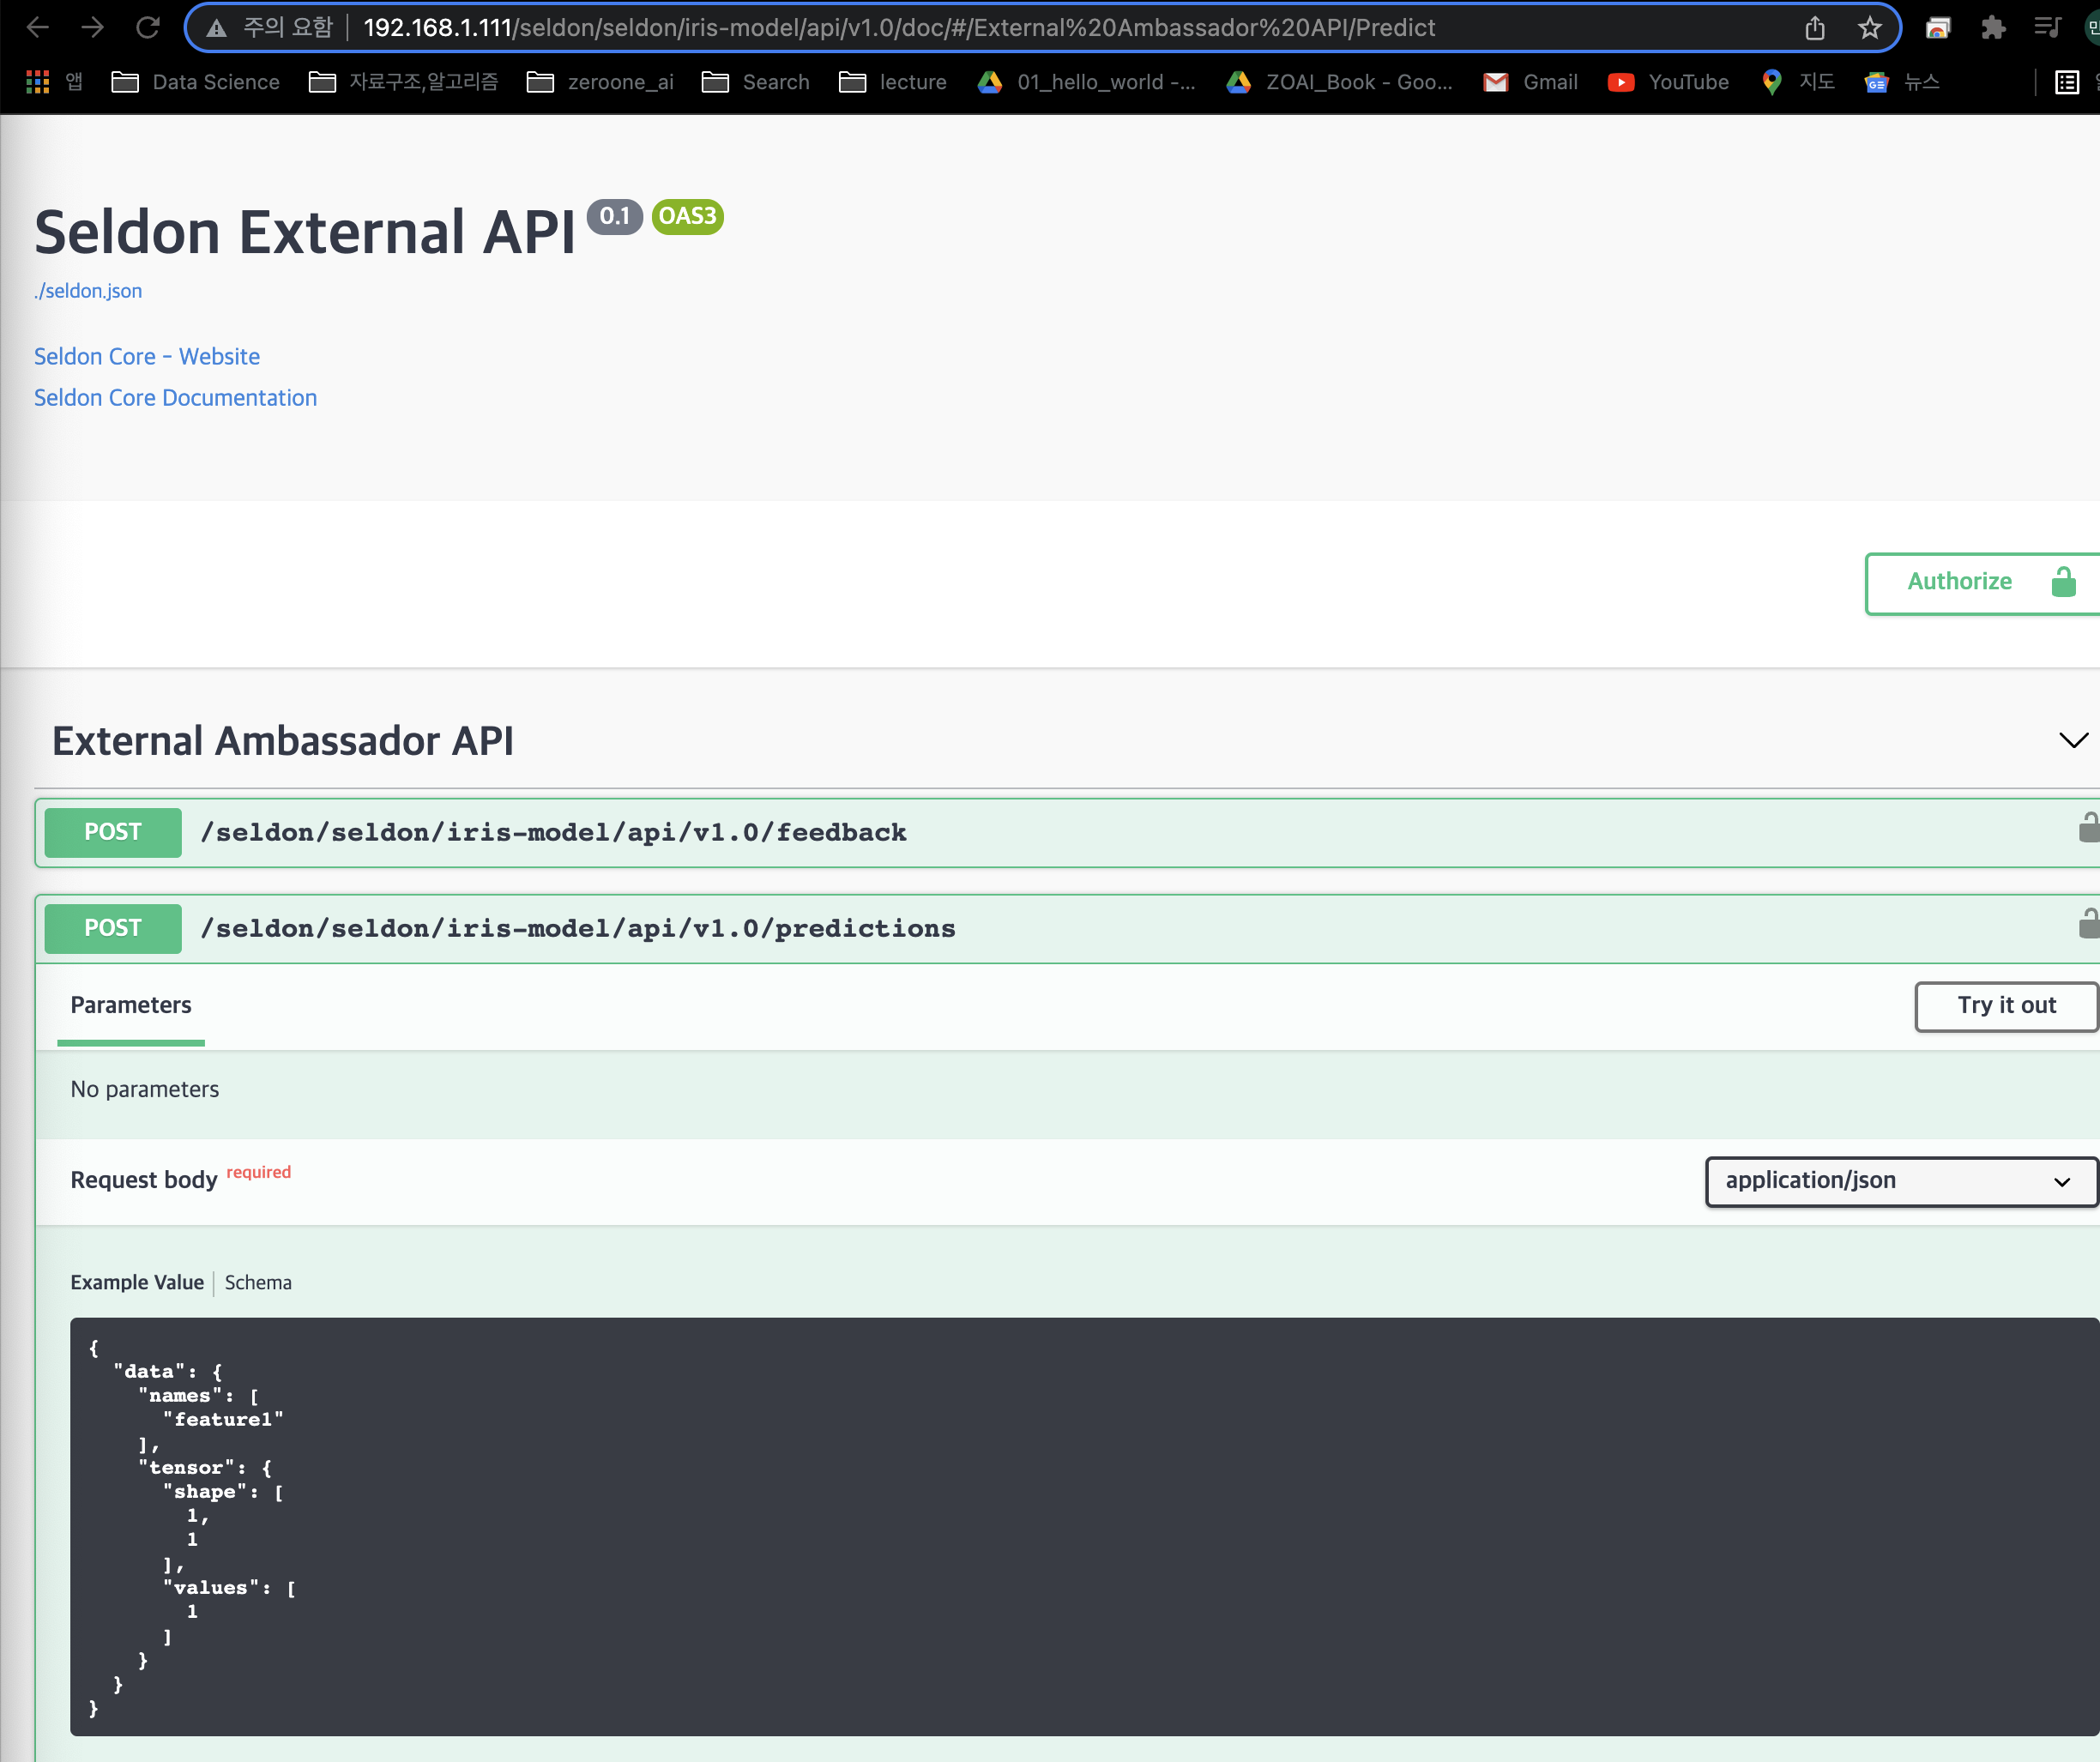 주의 요함 192.168.1.111/seldon/seldon/iris-model/api/v1.0/doc/#/External%20Ambassador%20API/Predict
앱 Data Science 자료구조,알고리즘 zeroone_ai Search lecture 01_hello_world -... ZOAI_Book - Goo... Gmail YouTube 지도 뉴스
Seldon External API 0.1 OAS3
./seldon.json
Seldon Core - Website
Seldon Core Documentation
Authorize
External Ambassador API
POST /seldon/seldon/iris-model/api/v1.0/feedback
POST /seldon/seldon/iris-model/api/v1.0/predictions
Parameters Try it out
No parameters
Request body required application/json
Example Value Schema
{
"data": {
"names": [
"feature1"
],
"tensor": {
"shape": [
1,
1
],
"values": [
1
]
}
}
}